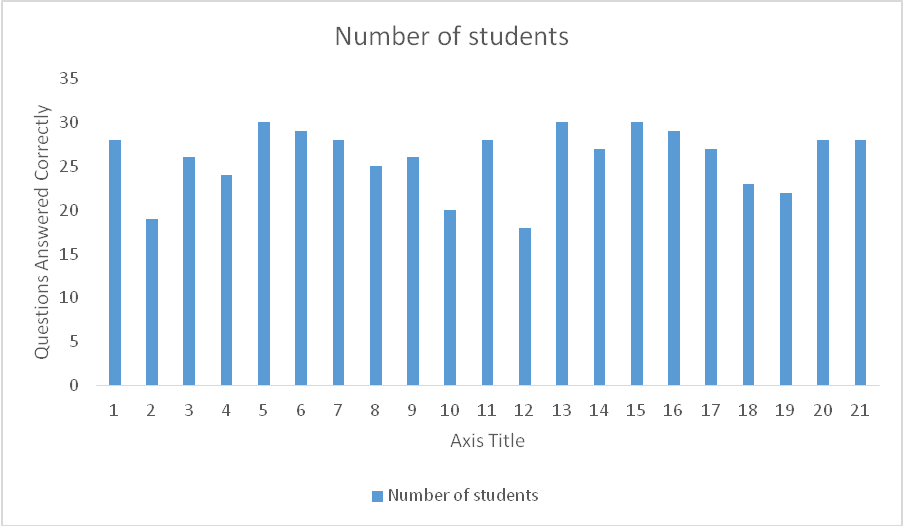 Number of students
Questions Answered Correctly
35
30
25
20
15
10
5
0
1 2 3 4 5 6 7 8 9 10 11 12 13 14 15 16 17 18 19 20 21
Axis Title
Number of students